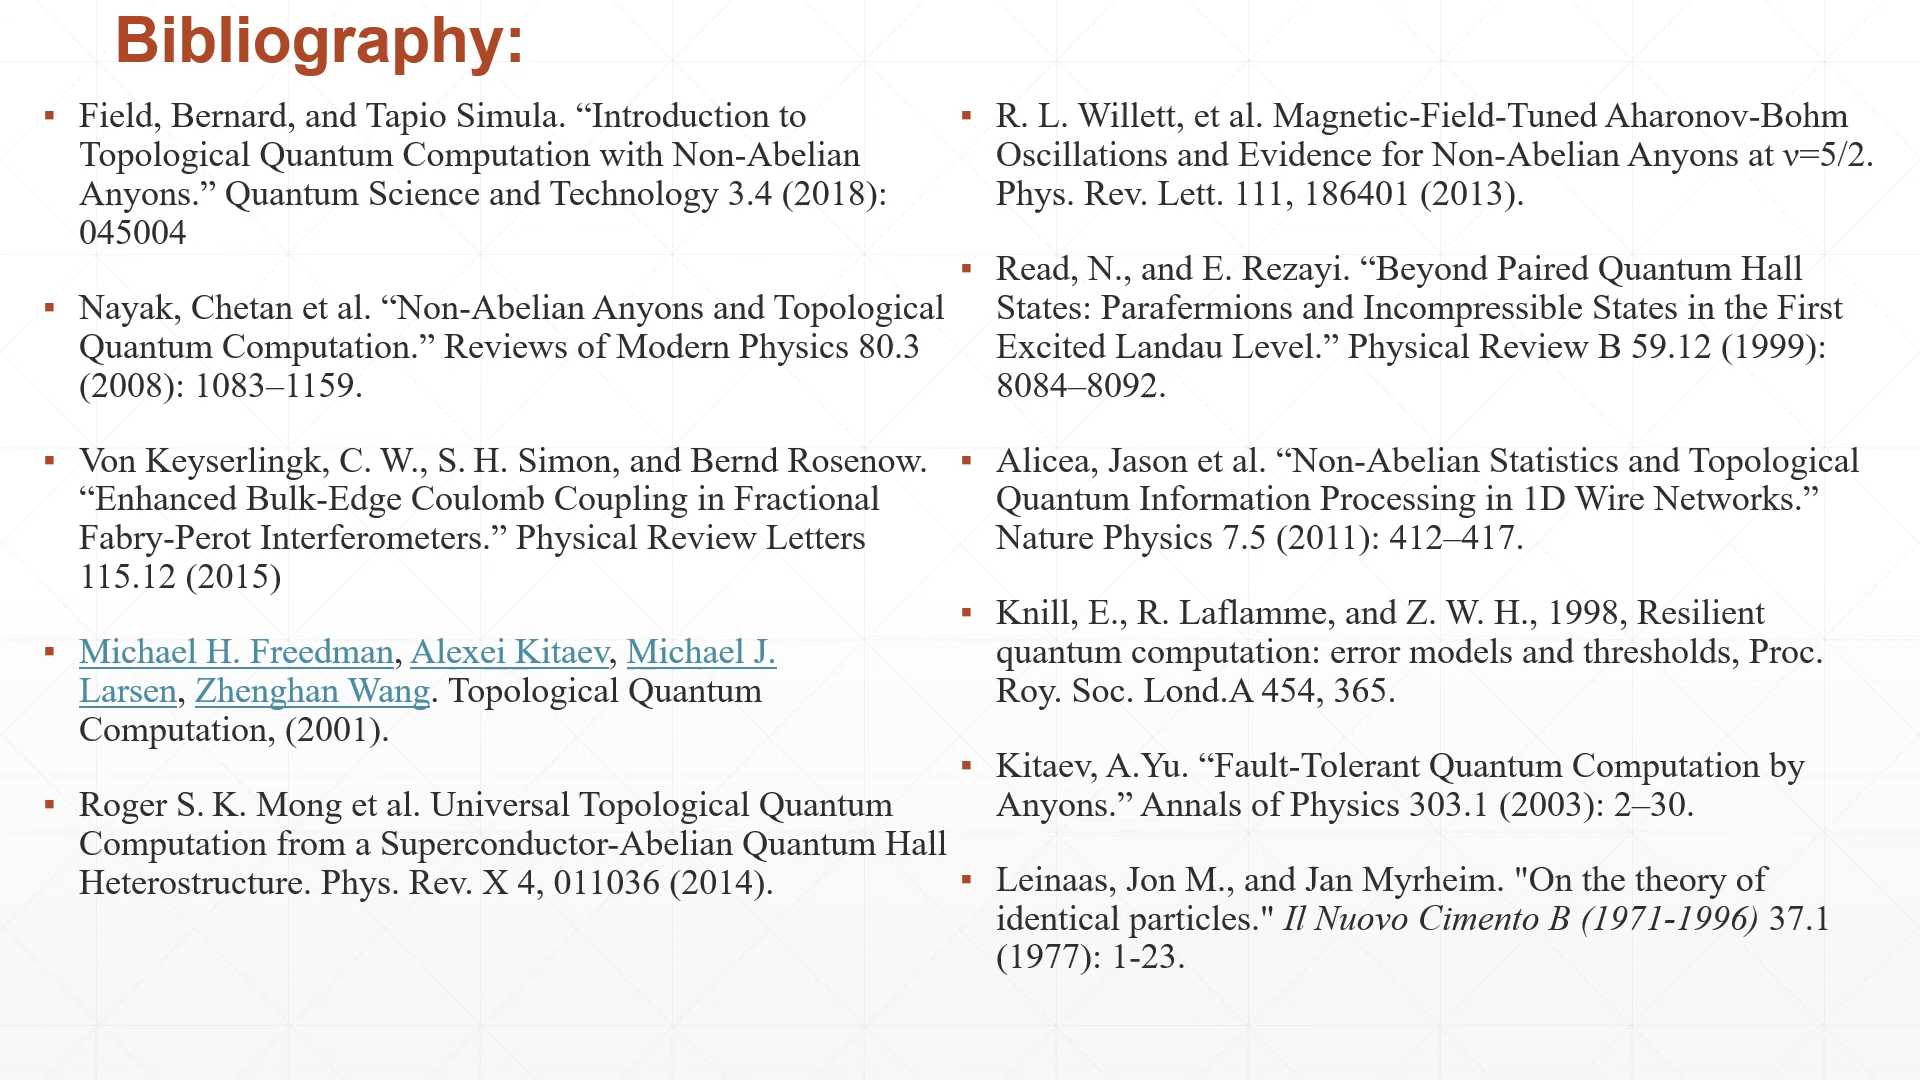 Bibliography:
▪ Field, Bernard, and Tapio Simula. “Introduction to
Topological Quantum Computation with Non-Abelian
Anyons.” Quantum Science and Technology 3.4 (2018):
045004
▪ Nayak, Chetan et al. “Non-Abelian Anyons and Topological
Quantum Computation.” Reviews of Modern Physics 80.3
(2008): 1083–1159.
▪ Von Keyserlingk, C. W., S. H. Simon, and Bernd Rosenow.
“Enhanced Bulk-Edge Coulomb Coupling in Fractional
Fabry-Perot Interferometers.” Physical Review Letters
115.12 (2015)
▪ Michael H. Freedman, Alexei Kitaev, Michael J.
Larsen, Zhenghan Wang. Topological Quantum
Computation, (2001).
▪ Roger S. K. Mong et al. Universal Topological Quantum
Computation from a Superconductor-Abelian Quantum Hall
Heterostructure. Phys. Rev. X 4, 011036 (2014).
▪ R. L. Willett, et al. Magnetic-Field-Tuned Aharonov-Bohm
Oscillations and Evidence for Non-Abelian Anyons at ν=5/2.
Phys. Rev. Lett. 111, 186401 (2013).
▪ Read, N., and E. Rezayi. “Beyond Paired Quantum Hall
States: Parafermions and Incompressible States in the First
Excited Landau Level.” Physical Review B 59.12 (1999):
8084–8092.
▪ Alicea, Jason et al. “Non-Abelian Statistics and Topological
Quantum Information Processing in 1D Wire Networks.”
Nature Physics 7.5 (2011): 412–417.
▪ Knill, E., R. Laflamme, and Z. W. H., 1998, Resilient
quantum computation: error models and thresholds, Proc.
Roy. Soc. Lond.A 454, 365.
▪ Kitaev, A.Yu. “Fault-Tolerant Quantum Computation by
Anyons.” Annals of Physics 303.1 (2003): 2–30.
▪ Leinaas, Jon M., and Jan Myrheim. "On the theory of
identical particles." Il Nuovo Cimento B (1971-1996) 37.1
(1977): 1-23.